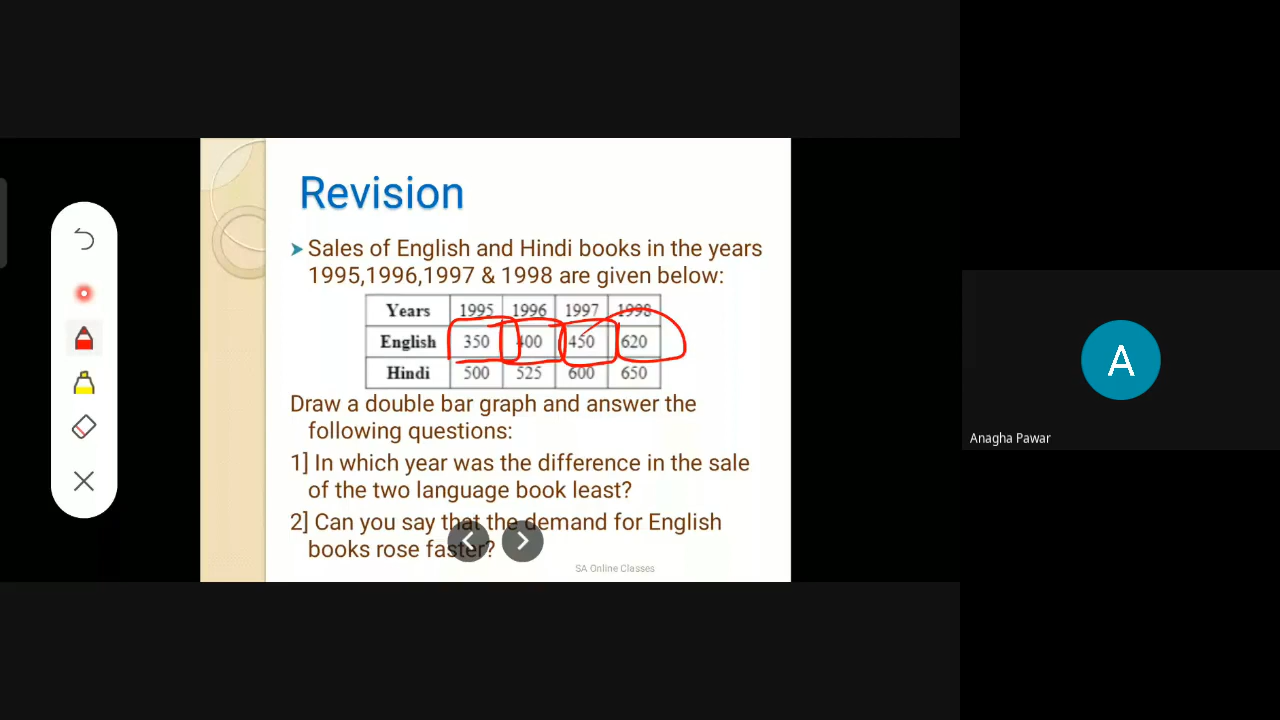 Revision
Sales of English and Hindi books in the years
1995,1996,1997 & 1998 are given below:
Years 1995 1996 1997 1998
English 350 400 450 620
Hindi 500 525 600 650
Draw a double bar graph and answer the
following questions:
1] In which year was the difference in the sale
of the two language book least?
2] Can you say that the demand for English
books rose faster?
SA Online Classes
A
Anagha Pawar